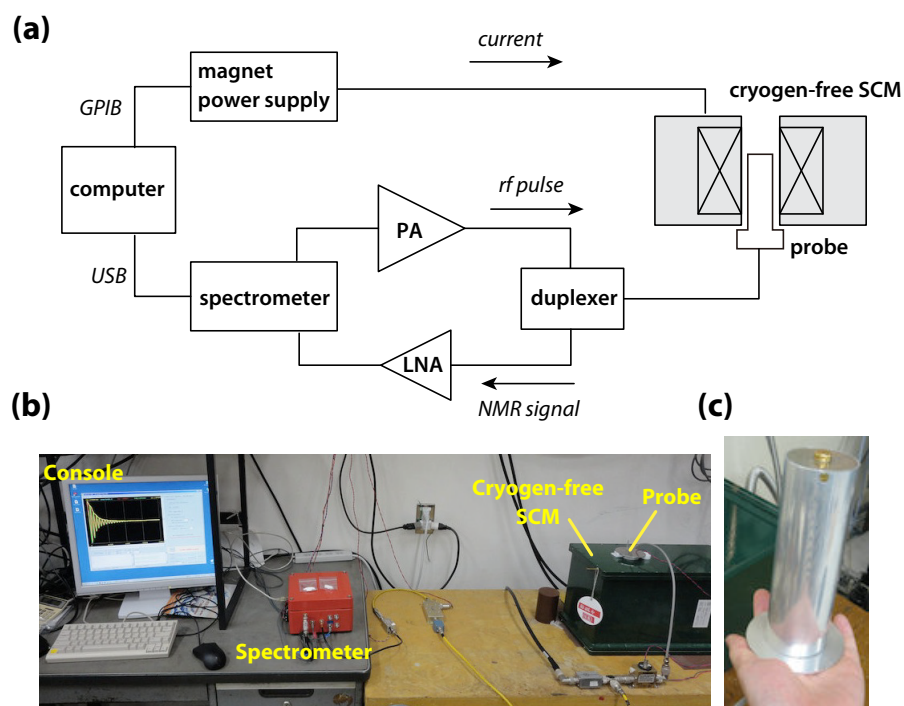 (a)
current
magnet
power supply
GPIB
cryogen-free SCM
computer
rf pulse
PA
probe
USB
spectrometer
duplexer
LNA
NMR signal
(b)
(c)
Console
Cryogen-free
SCM
Probe
Spectrometer